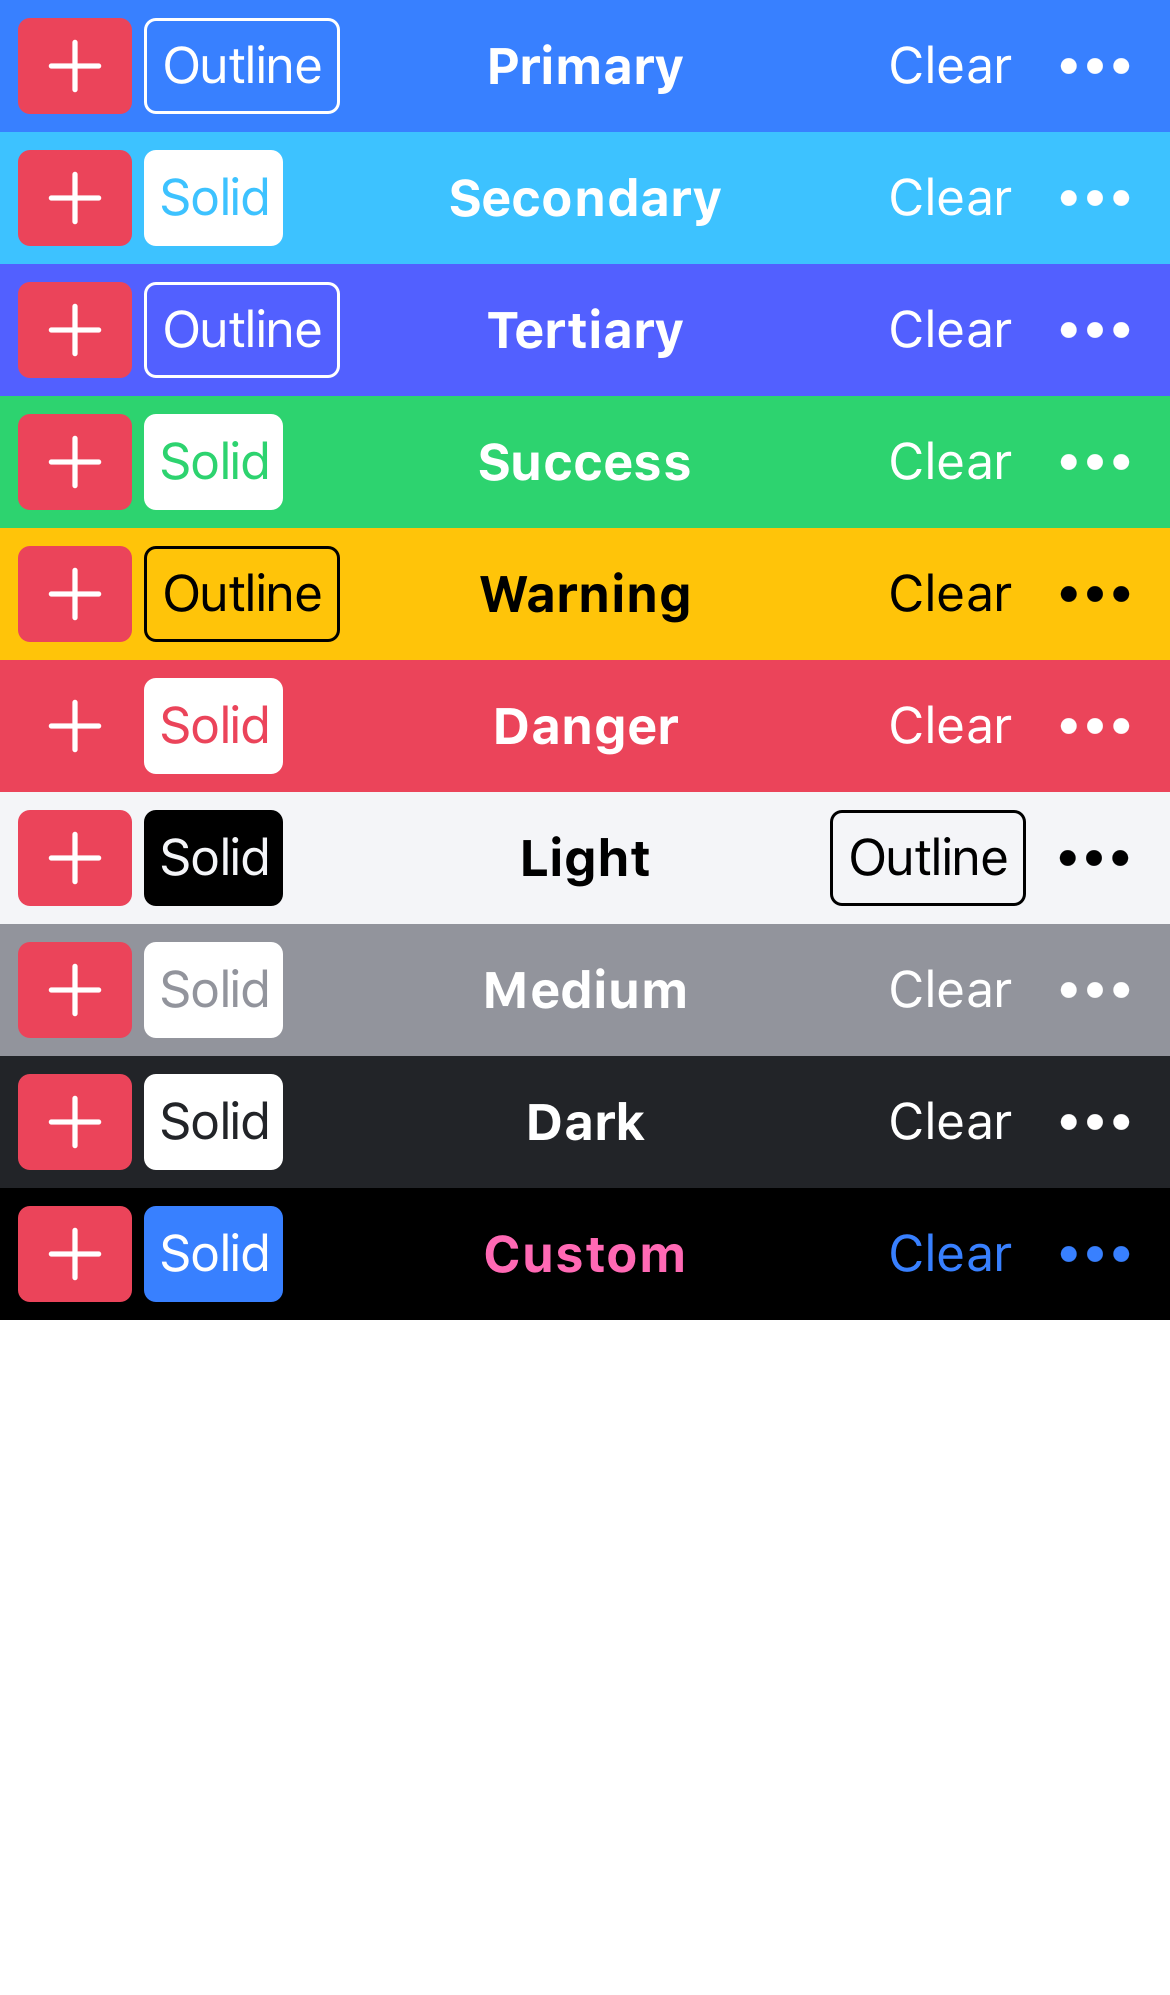 Outline Primary Clear
Solid Secondary Clear
Outline Tertiary Clear
Solid Success Clear
Outline Warning Clear
Solid Danger Clear
Solid Light Outline
Solid Medium Clear
Solid Dark Clear
Solid Custom Clear